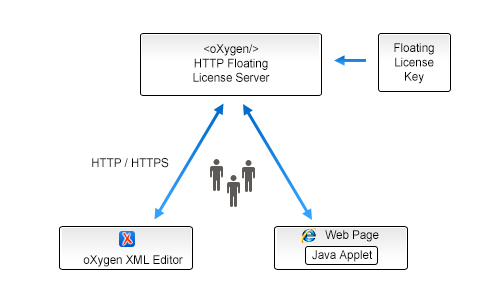 <oXygen/>
HTTP Floating
License Server
Floating
License
Key
HTTP / HTTPS
oXygen XML Editor
Web Page
Java Applet